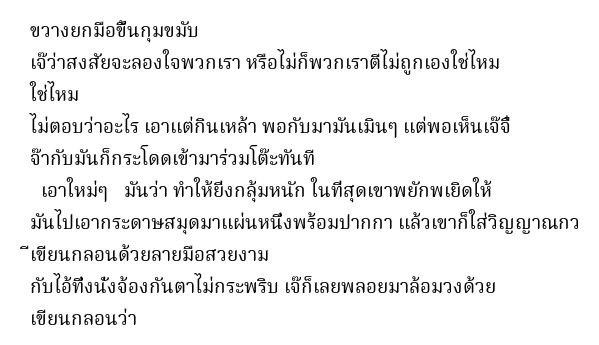 ขวางยกมือขึ้นกุมขมับ
เจ๊ว่าสงสัยจะลองใจพวกเรา หรือไม่ก็พวกเราตีไม่ถูกเองใช่ไหม
ใช่ไหม
ไม่ตอบว่าอะไร เอาแต่กินเหล้า พอกับมามันเมินๆ แต่พอเห็นเจ๊จื๊
จ๊ากับมันก็กระโดดเข้ามาร่วมโต๊ะทันที
เอาใหม่ๆ มันว่า ทำให้ยีงกลุ้มหนัก ในที่สุดเขาพยักพเยิดให้
มันไปเอากระดาษสมุดมาแผ่นหนึ่งพร้อมปากกา แล้วเขาก็ใส่วิญญาณกว
ีเขียนกลอนด้วยลายมือสวยงาม
กับไอ้ทึ่งนั่งจ้องกันตาไม่กระพริบ เจ๊ก็เลยพลอยมาล้อมวงด้วย
เขียนกลอนว่า